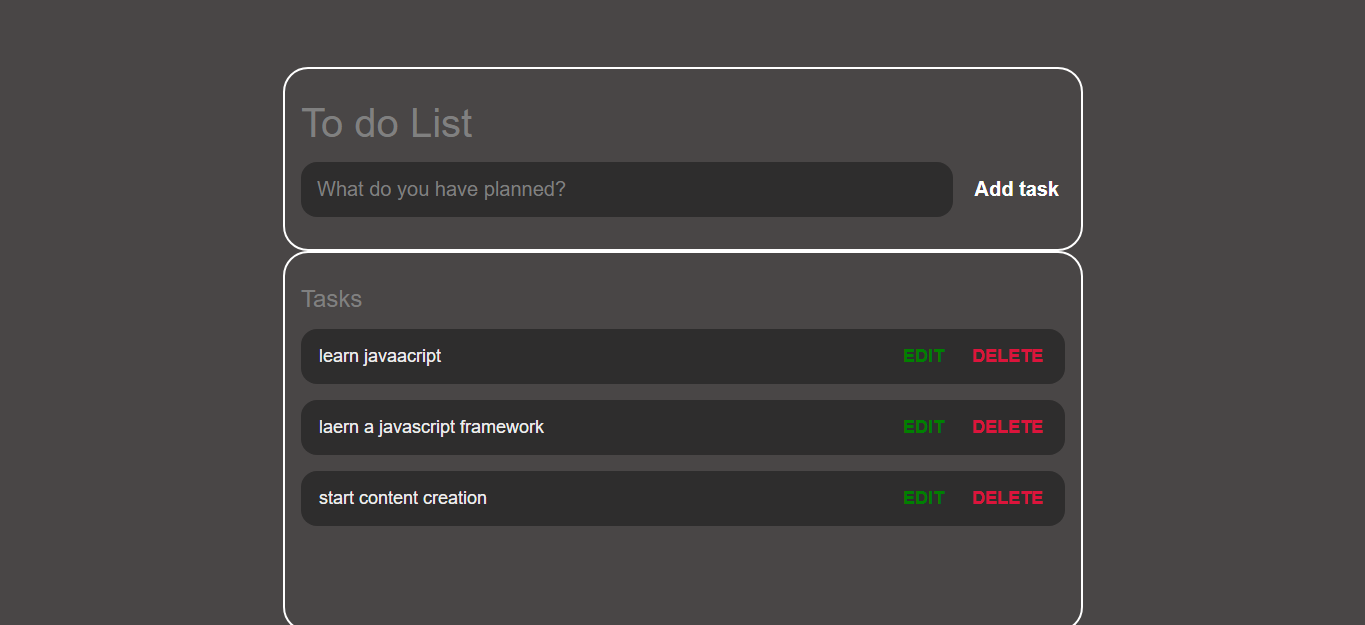 To do List
What do you have planned? Add task
Tasks
learn javaacript EDIT DELETE
laern a javascript framework EDIT DELETE
start content creation EDIT DELETE